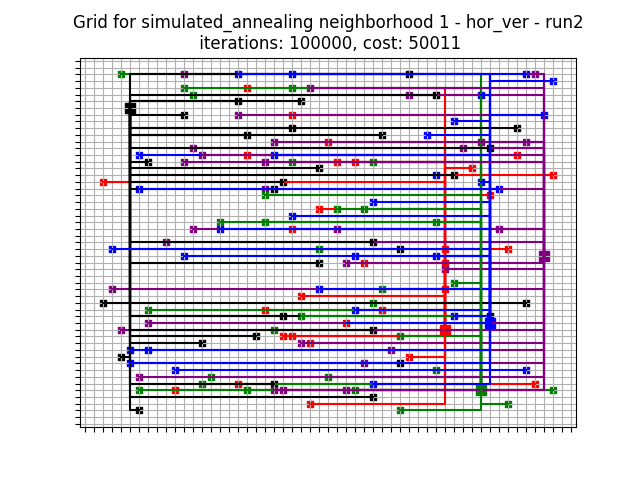 Grid for simulated_annealing neighborhood 1 - hor_ver - run2
iterations: 100000, cost: 50011